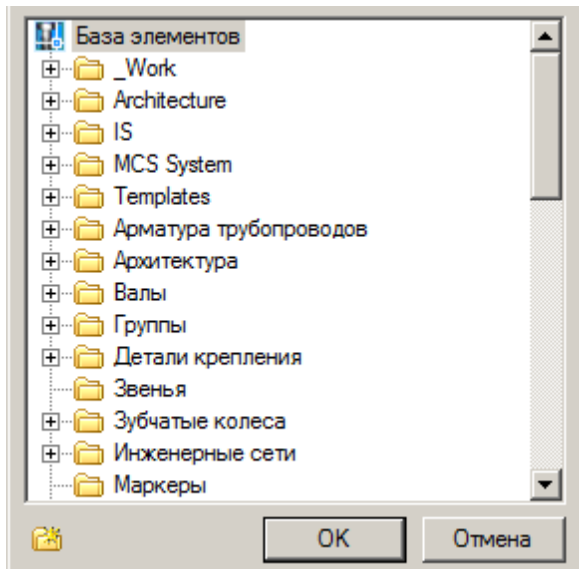 База элементов
_Work
Architecture
IS
MCS System
Templates
Арматура трубопроводов
Архитектура
Валы
Группы
Детали крепления
Звенья
Зубчатые колеса
Инженерные сети
Маркеры
OK
Отмена